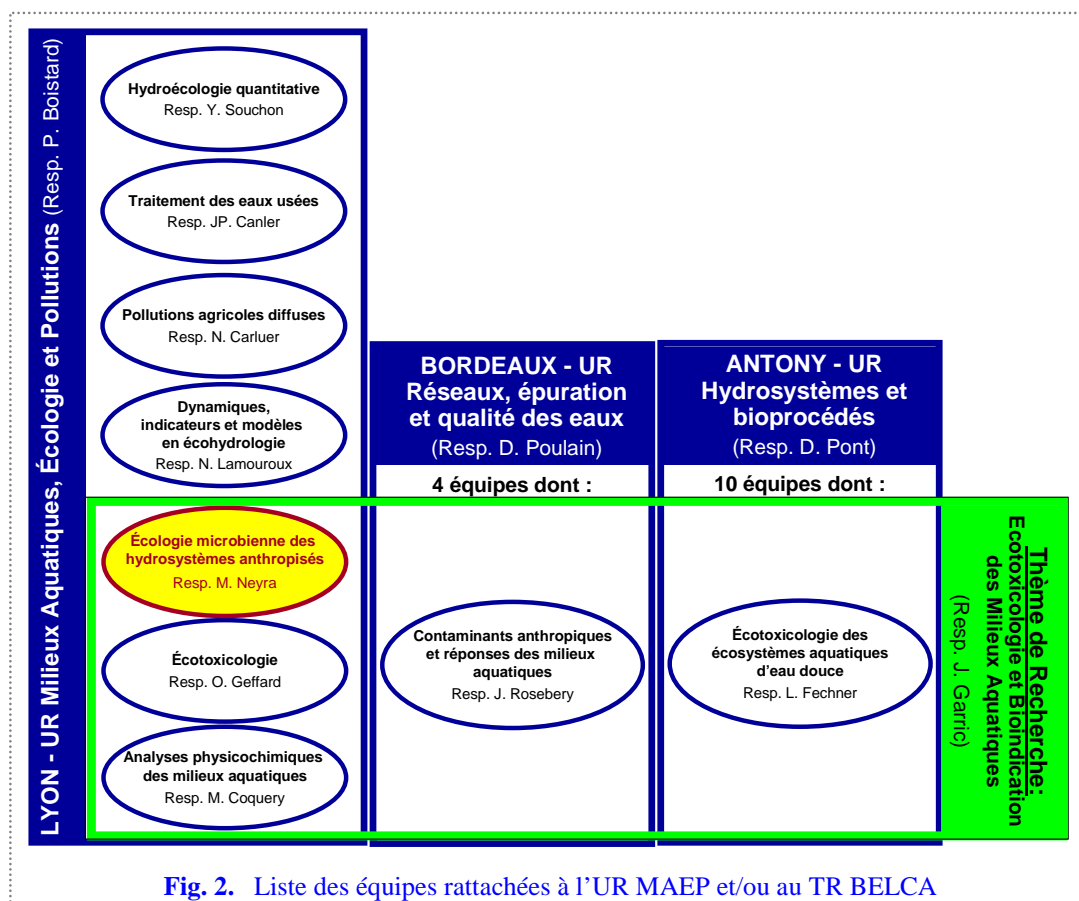 LYON - UR Milieux Aquatiques, Écologie et Pollutions (Resp. P. Boistard)
Hydroécologie quantitative
Resp. Y. Souchon
Traitement des eaux usées
Resp. JP. Canler
Pollutions agricoles diffuses
Resp. N. Carluer
Dynamiques,
indicateurs et modèles
en écohydrologie
Resp. N. Lamouroux
Écologie microbienne des
hydrosystèmes anthropisés
Resp. M. Neyra
Écotoxicologie
Resp. O. Geffard
Analyses physicochimiques
des milieux aquatiques
Resp. M. Coquery
BORDEAUX - UR
Réseaux, épuration
et qualité des eaux
(Resp. D. Poulain)
4 équipes dont :
Contaminants anthropiques
et réponses des milieux
aquatiques
Resp. J. Rosebery
ANTONY - UR
Hydrosystèmes et
bioprocédés
(Resp. D. Pont)
10 équipes dont :
Écotoxicologie des
écosystèmes aquatiques
d'eau douce
Resp. L. Fechner
Thème de Recherche:
Ecotoxicologie et Bioindication
des Milieux Aquatiques
(Resp. J. Garric)
Fig. 2. Liste des équipes rattachées à l'UR MAEP et/ou au TR BELCA